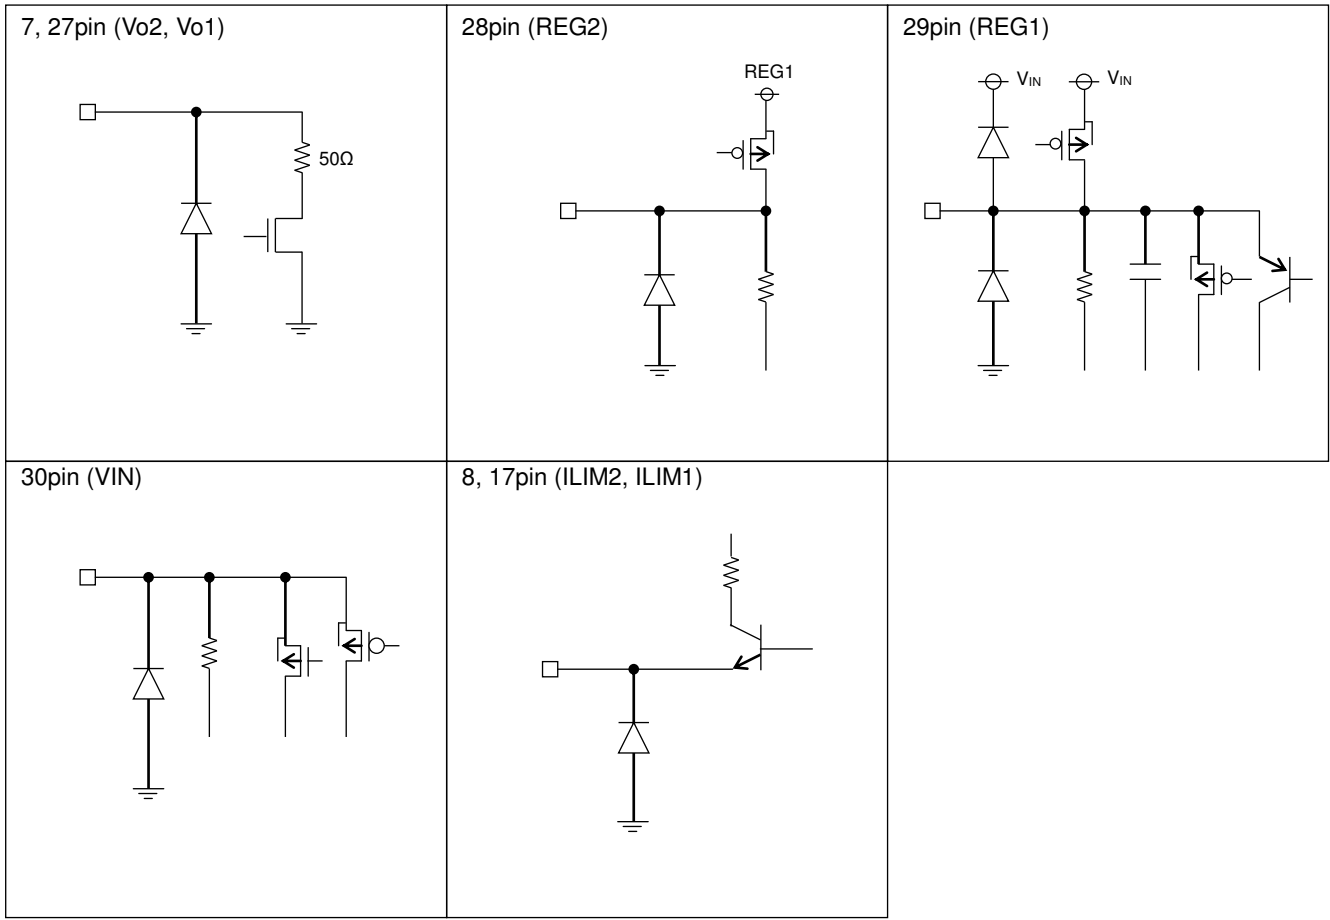 7, 27pin (Vo2, Vo1)
50Ω
28pin (REG2)
REG1
29pin (REG1)
VIN
VIN
30pin (VIN)
8, 17pin (ILIM2, ILIM1)